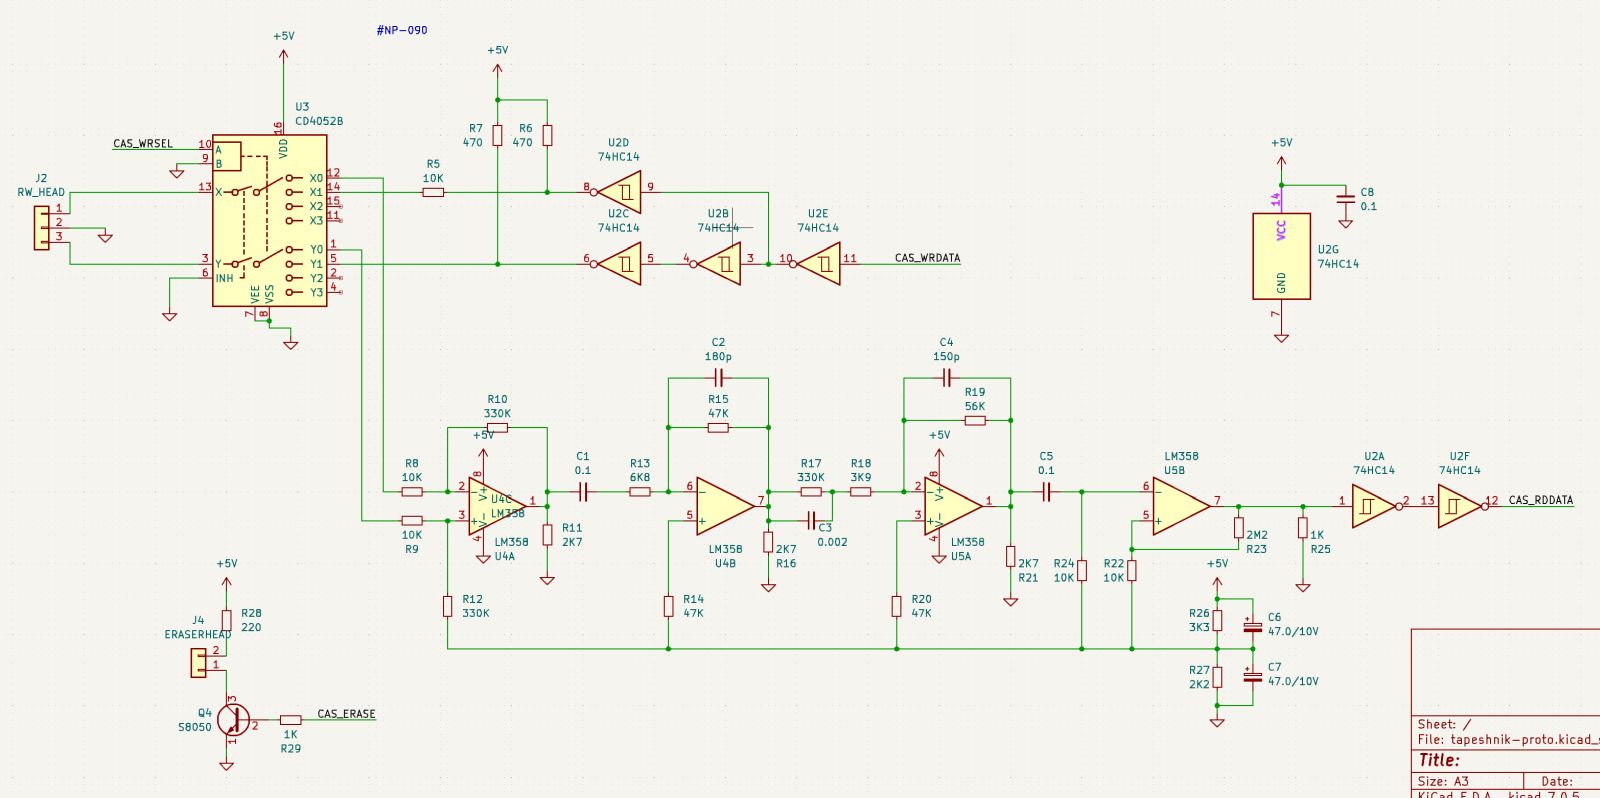 #NP-090
+5V
U3
CD4052B
CAS_WRSEL
10
A
9
B
16
VDD
J2
RW_HEAD
1
2
3
13
X
3
Y
6
INH
VEE
VSS
7
8
X0
12
X1
14
X2
15
X3
11
Y0
1
Y1
5
Y2
2
Y3
4
+5V
R7
470
R6
470
R5
10K
U2D
74HC14
8
9
U2C
74HC14
6
5
U2B
74HC14
4
3
U2E
74HC14
10
11
CAS_WRDATA
+5V
14
VCC
C8
0.1
U2G
74HC14
GND
7
C2
180p
R15
47K
C4
150p
R19
56K
R10
330K
+5V
R8
10K
2
3
8
V+
V-
4
1
U4C
LM358
LM358
U4A
10K
R9
C1
0.1
R11
2K7
R12
330K
R13
6K8
6
5
7
LM358
U4B
R14
47K
2K7
R16
R17
330K
C3
0.002
R18
3K9
+5V
2
3
8
V+
V-
4
1
LM358
U5A
R20
47K
2K7
R21
C5
0.1
R24
10K
R22
10K
LM358
U5B
6
5
7
2M2
R23
1K
R25
U2A
74HC14
1
2
U2F
74HC14
13
12
CAS_RDDATA
+5V
R26
3K3
C6
47.0/10V
R27
2K2
C7
47.0/10V
+5V
R28
220
J4
ERASERHEAD
2
1
Q4
S8050
3
2
1
1K
R29
CAS_ERASE
Sheet: /
File: tapeshnik-proto.kicad_s
Title:
Size: A3
Date:
KiCad E.D.A. kicad 7.0.5